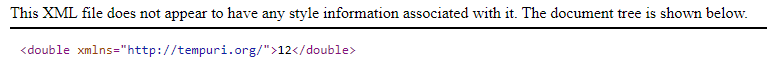 This XML file does not appear to have any style information associated with it. The document tree is shown below.
<double xmlns="http://tempuri.org/">12</double>